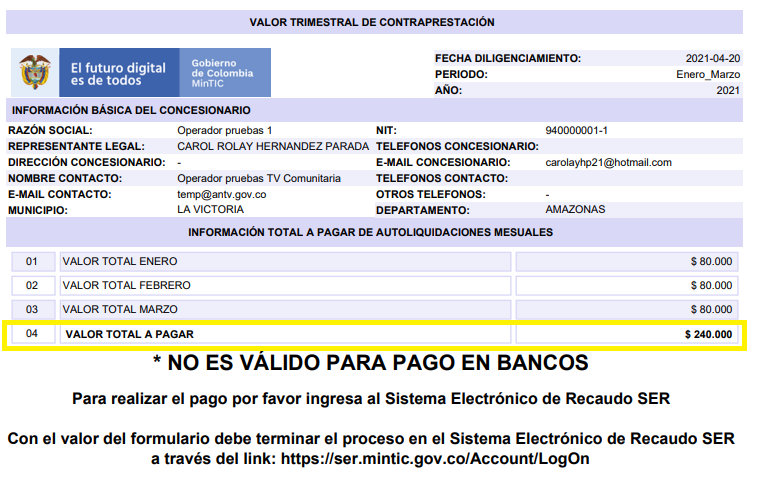 VALOR TRIMESTRAL DE CONTRAPRESTACIÓN
El futuro digital
es de todos
Gobierno
de Colombia
MinTIC
FECHA DILIGENCIAMIENTO: 2021-04-20
PERIODO: Enero_Marzo
AÑO: 2021
INFORMACIÓN BÁSICA DEL CONCESIONARIO
RAZÓN SOCIAL: Operador pruebas 1 NIT: 940000001-1
REPRESENTANTE LEGAL: CAROL ROLAY HERNANDEZ PARADA TELEFONOS CONCESIONARIO:
DIRECCIÓN CONCESIONARIO: - E-MAIL CONCESIONARIO: carolayhp21@hotmail.com
NOMBRE CONTACTO: Operador pruebas TV Comunitaria TELEFONOS CONTACTO:
E-MAIL CONTACTO: temp@antv.gov.co OTROS TELEFONOS: -
MUNICIPIO: LA VICTORIA DEPARTAMENTO: AMAZONAS
INFORMACIÓN TOTAL A PAGAR DE AUTOLIQUIDACIONES MESUALES
01 VALOR TOTAL ENERO $ 80.000
02 VALOR TOTAL FEBRERO $ 80.000
03 VALOR TOTAL MARZO $ 80.000
04 VALOR TOTAL A PAGAR $ 240.000
* NO ES VÁLIDO PARA PAGO EN BANCOS
Para realizar el pago por favor ingresa al Sistema Electrónico de Recaudo SER
Con el valor del formulario debe terminar el proceso en el Sistema Electrónico de Recaudo SER
a través del link: https://ser.mintic.gov.co/Account/LogOn